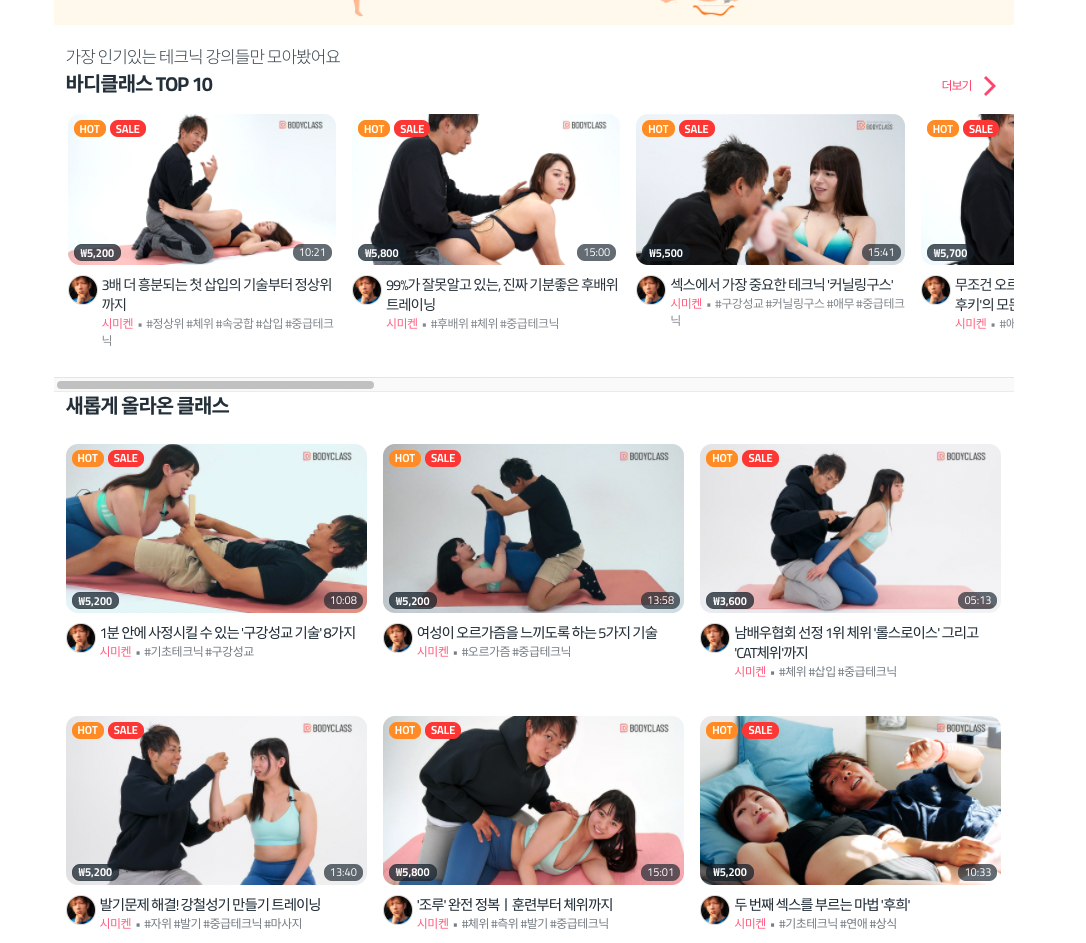 가장 인기있는 테크닉 강의들만 모아봤어요
바디클래스 TOP 10
더보기
HOT SALE BODYCLASS
₩5,200 10:21
3배 더 흥분되는 첫 삽입의 기술부터 정상위
까지
시미켄 • #정상위 #체위 #속궁합 #삽입 #중급테크
닉
HOT SALE BODYCLASS
₩5,800 15:00
99%가 잘못알고 있는, 진짜 기분좋은 후배위
트레이닝
시미켄 • #후배위 #체위 #중급테크닉
HOT SALE BODYCLASS
₩5,500 15:41
섹스에서 가장 중요한 테크닉 '커닐링구스'
시미켄 • #구강성교 #커닐링구스 #애무 #중급테크
닉
HOT SALE
₩5,700
무조건 오르
후키'의 모든
시미켄 • #애
새롭게 올라온 클래스
HOT SALE BODYCLASS
₩5,200 10:08
1분 안에 사정시킬 수 있는 '구강성교 기술' 8가지
시미켄 • #기초테크닉 #구강성교
HOT SALE BODYCLASS
₩5,200 13:58
여성이 오르가즘을 느끼도록 하는 5가지 기술
시미켄 • #오르가즘 #중급테크닉
HOT SALE BODYCLASS
₩3,600 05:13
남배우협회 선정 1위 체위 '롤스로이스' 그리고
'CAT체위'까지
시미켄 • #체위 #삽입 #중급테크닉
HOT SALE BODYCLASS
₩5,200 13:40
발기문제 해결! 강철성기 만들기 트레이닝
시미켄 • #자위 #발기 #중급테크닉 #마사지
HOT SALE BODYCLASS
₩5,800 15:01
'조루' 완전 정복ㅣ훈련부터 체위까지
시미켄 • #체위 #측위 #발기 #중급테크닉
HOT SALE BODYCLASS
₩5,200 10:33
두 번째 섹스를 부르는 마법 '후희'
시미켄 • #기초테크닉 #연애 #상식